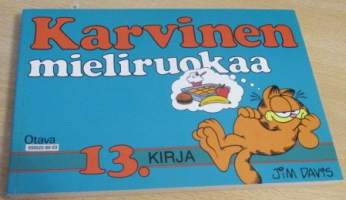 Karvinen
mieliruokaa
Otava
13. KIRJA
JIM DAVIS